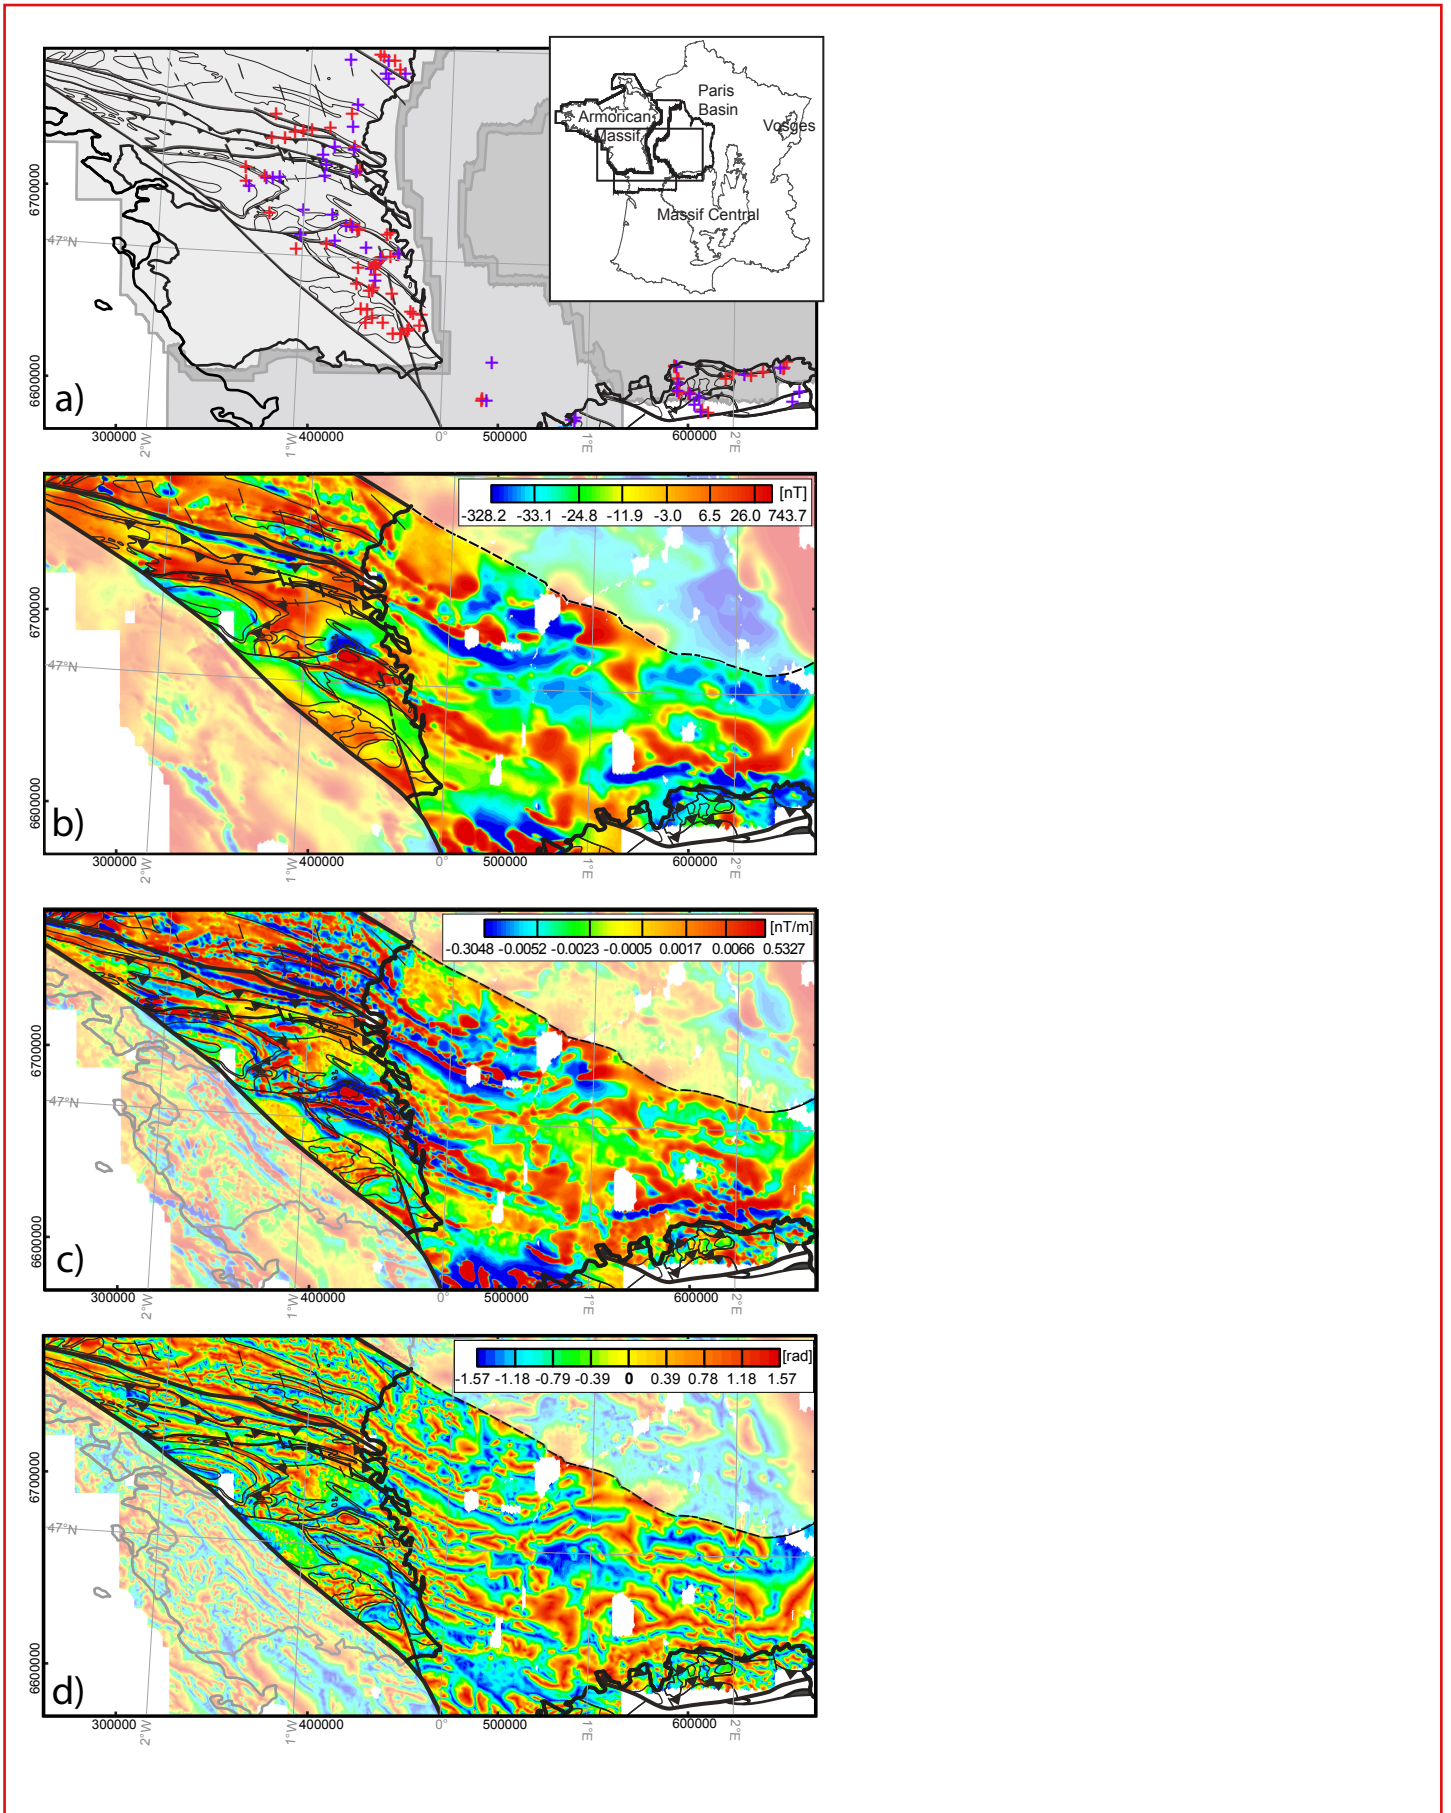 Paris
Basin
Armorican
Massif
Vosges
Massif Central
6700000
47°N
6600000
a)
300000
400000
500000
600000
2°W
1°W
0°
1°E
2°E
[nT]
-328.2 -33.1 -24.8 -11.9 -3.0 6.5 26.0 743.7
6700000
47°N
6600000
b)
300000
400000
500000
600000
2°W
1°W
0°
1°E
2°E
[nT/m]
-0.3048 -0.0052 -0.0023 -0.0005 0.0017 0.0066 0.5327
6700000
47°N
6600000
c)
300000
400000
500000
600000
2°W
1°W
0°
1°E
2°E
[rad]
-1.57 -1.18 -0.79 -0.39 0 0.39 0.78 1.18 1.57
6700000
47°N
6600000
d)
300000
400000
500000
600000
2°W
1°W
0°
1°E
2°E